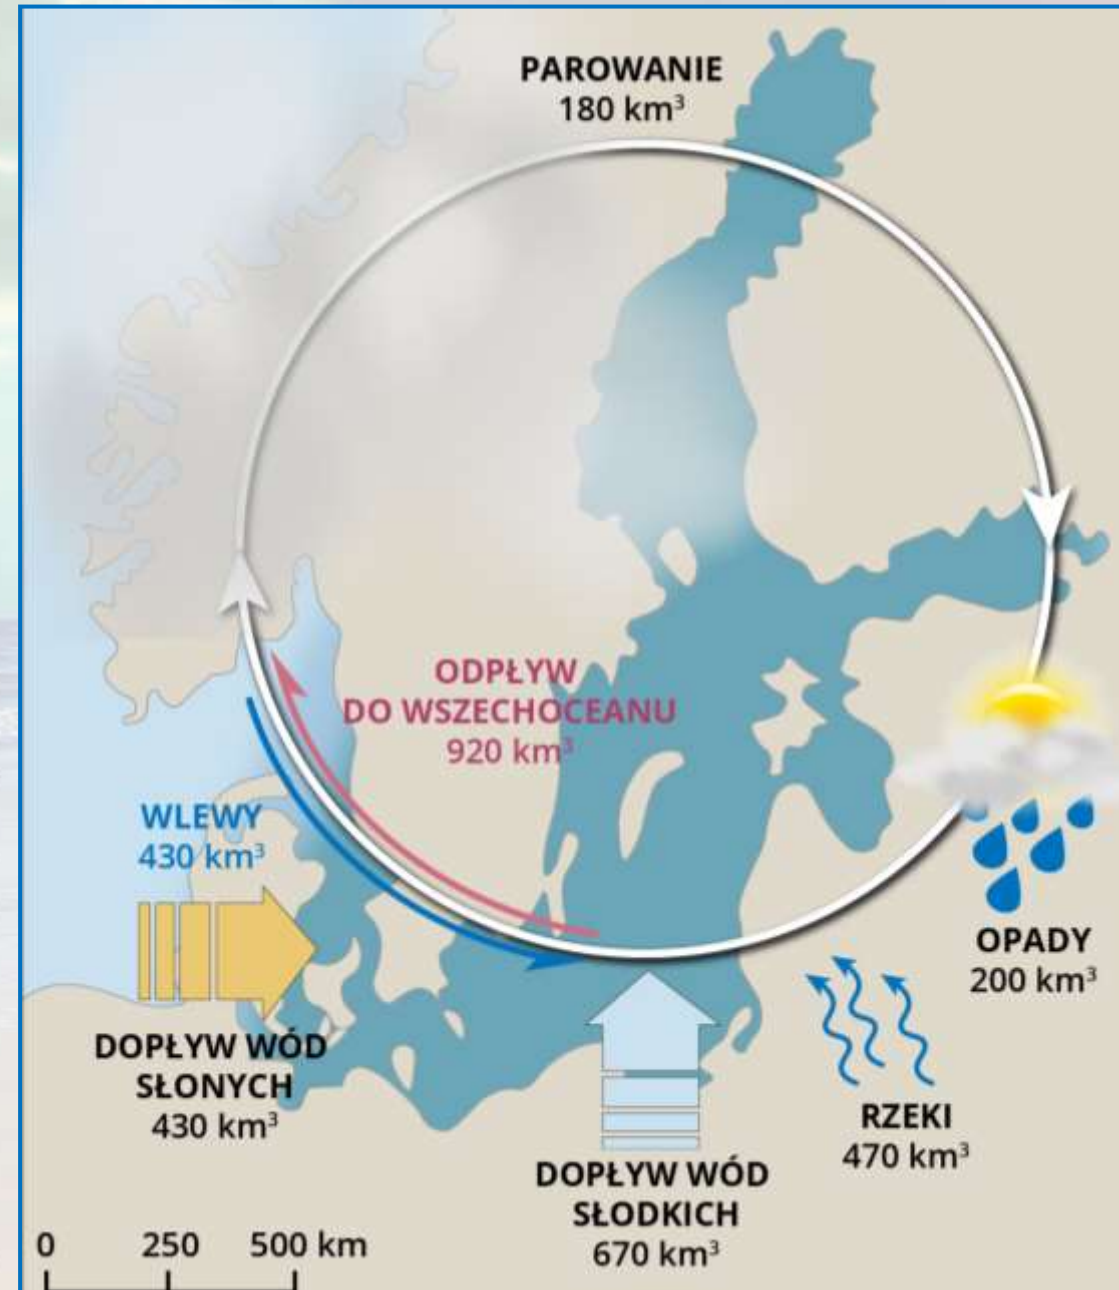 PAROWANIE
180 km³
ODPŁYW
DO WSZECHOCEANU
920 km³
WLEWY
430 km³
OPADY
200 km³
DOPŁYW WÓD
SŁONYCH
430 km³
RZEKI
470 km³
DOPŁYW WÓD
SŁODKICH
670 km³
0 250 500 km